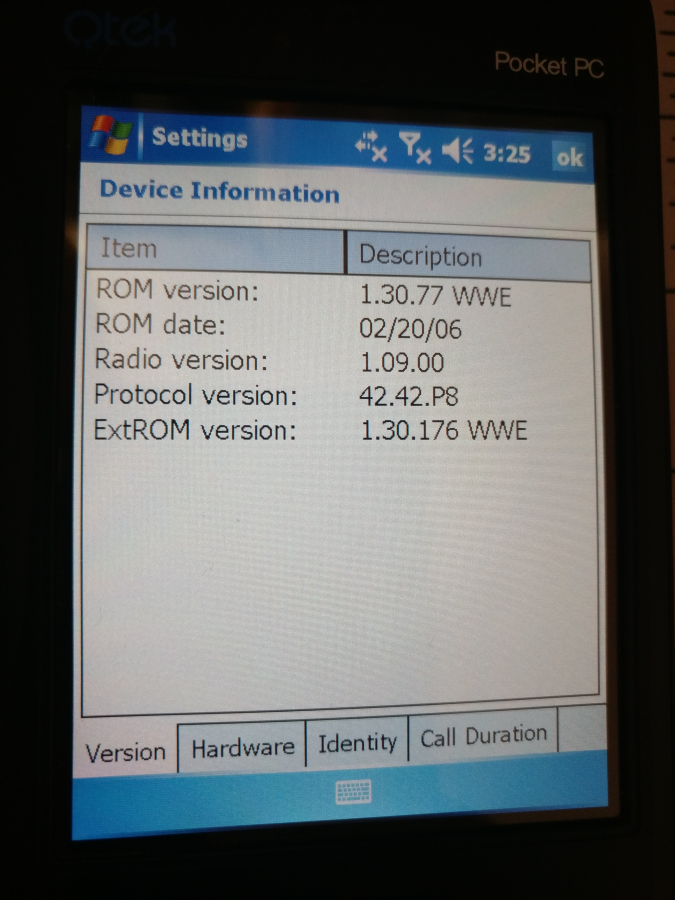 Qtek
Pocket PC
Settings 3:25 ok
Device Information
Item Description
ROM version: 1.30.77 WWE
ROM date: 02/20/06
Radio version: 1.09.00
Protocol version: 42.42.P8
ExtROM version: 1.30.176 WWE
Version Hardware Identity Call Duration